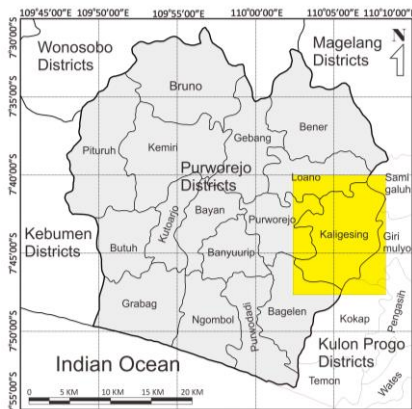 109°45'00"E 109°50'00"E 109°55'00"E 110°00'00"E 110°05'00"E 110°10'00"E
7°30'00"S
7°35'00"S
7°40'00"S
7°45'00"S
7°50'00"S
7°55'00"S
Wonosobo
Districts
Magelang
Districts
N
Bruno
Bener
Gebang
Pituruh
Kemiri
Purworejo
Districts
Loano
Sami
galuh
Kebumen
Districts
Kutoarjo
Bayan
Purworejo
Kaligesing
Giri
mulyo
Butuh
Banyuurip
Grabag
Ngombol
Purwodadi
Bagelen
Kokap
Pengasih
Kulon Progo
Districts
Indian Ocean
Temon
Wates
0 5 KM 10 KM 15 KM 20 KM